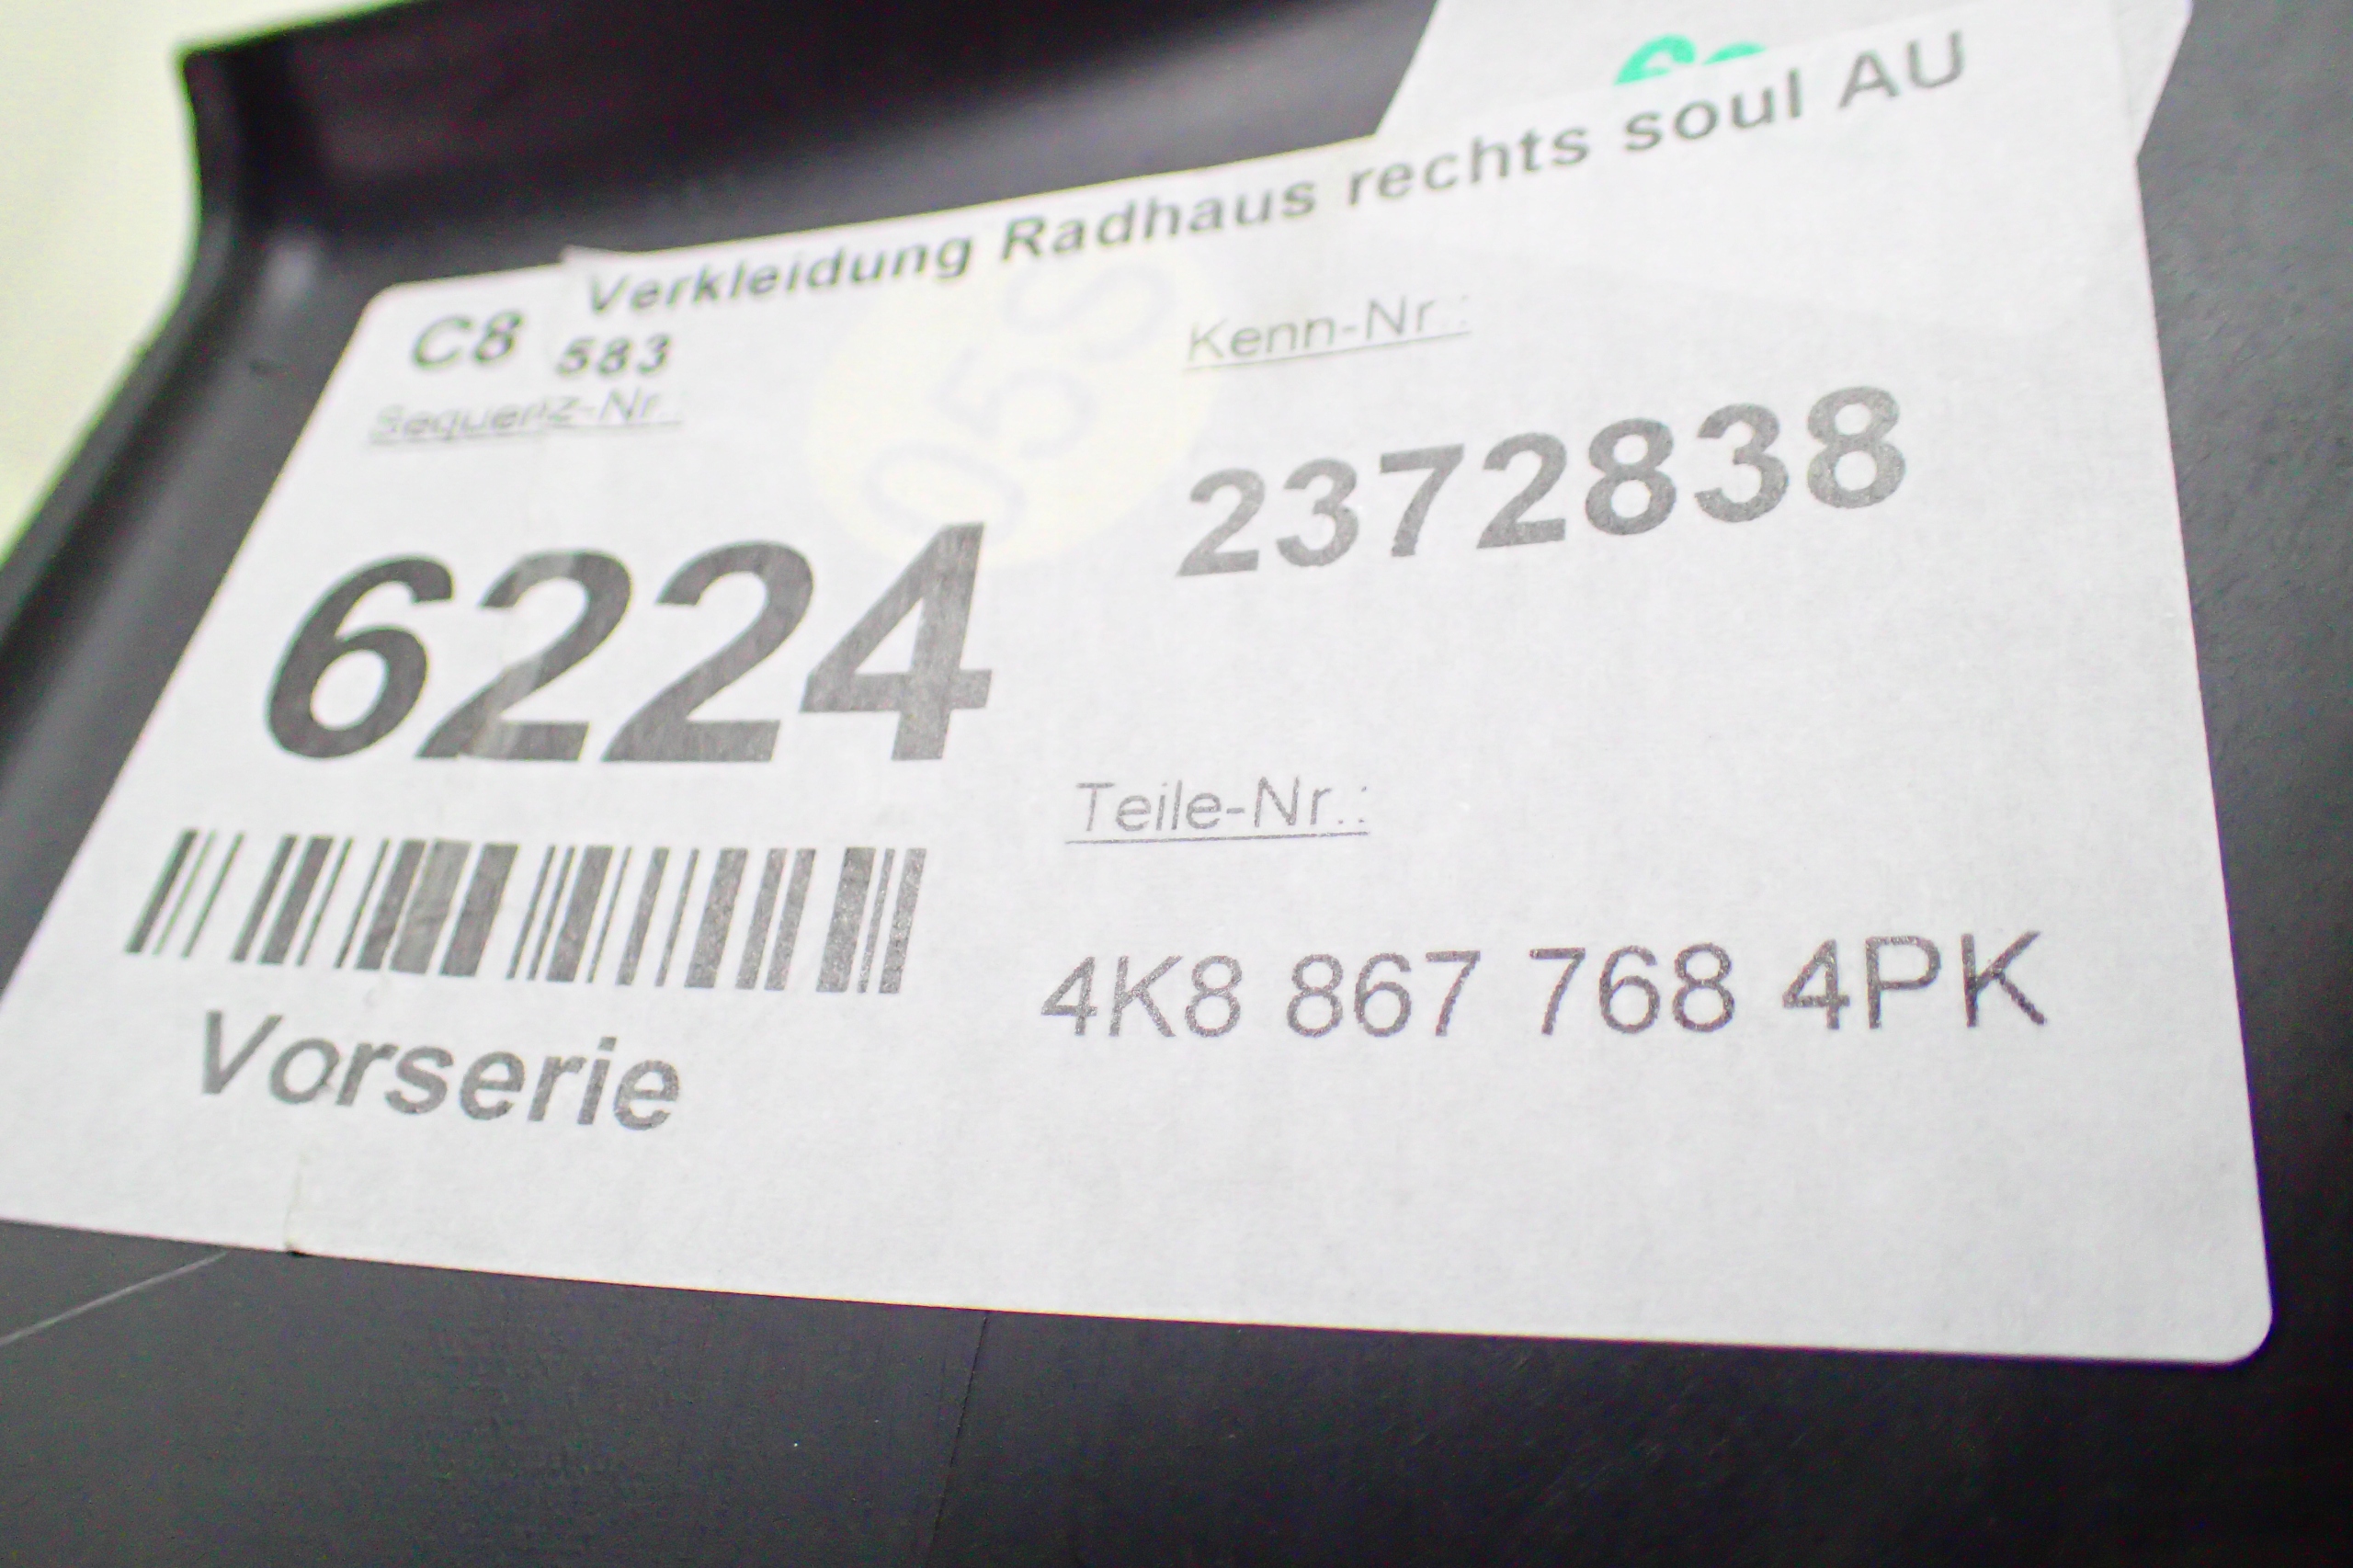 Verkleidung Radhaus rechts soul AU
C8 583
Sequenz-Nr.:
Kenn-Nr.:
6224
2372838
Teile-Nr.:
4K8 867 768 4PK
Vorserie